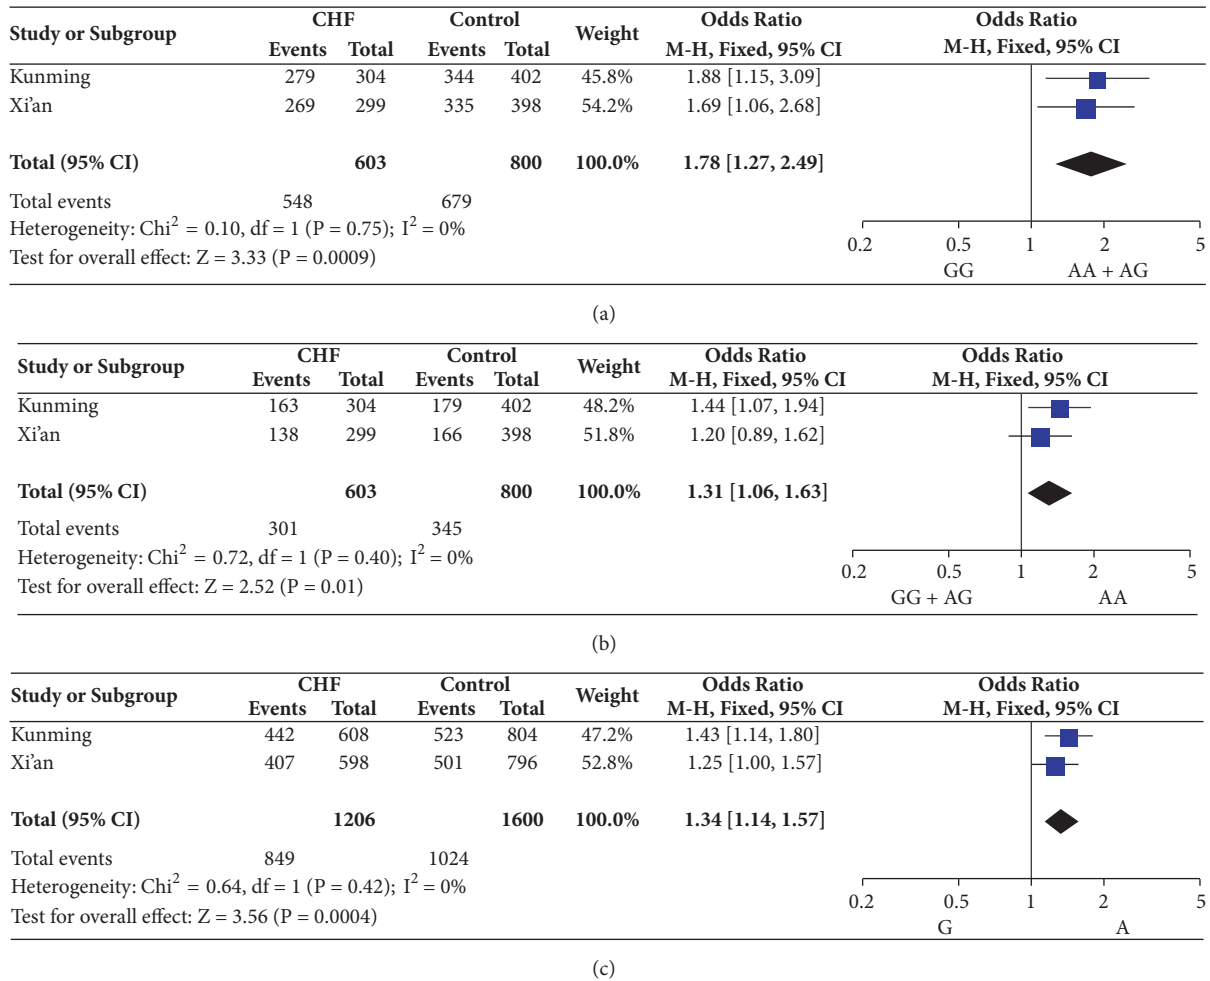 Study or Subgroup CHF Control Weight Odds Ratio Odds Ratio
Events Total Events Total M-H, Fixed, 95% CI M-H, Fixed, 95% CI
Kunming 279 304 344 402 45.8% 1.88 [1.15, 3.09]
Xi'an 269 299 335 398 54.2% 1.69 [1.06, 2.68]
Total (95% CI) 603 800 100.0% 1.78 [1.27, 2.49]
Total events 548 679
Heterogeneity: Chi² = 0.10, df = 1 (P = 0.75); I² = 0%
Test for overall effect: Z = 3.33 (P = 0.0009)
0.2 0.5 1 2 5
GG AA + AG
(a)
Study or Subgroup CHF Control Weight Odds Ratio Odds Ratio
Events Total Events Total M-H, Fixed, 95% CI M-H, Fixed, 95% CI
Kunming 163 304 179 402 48.2% 1.44 [1.07, 1.94]
Xi'an 138 299 166 398 51.8% 1.20 [0.89, 1.62]
Total (95% CI) 603 800 100.0% 1.31 [1.06, 1.63]
Total events 301 345
Heterogeneity: Chi² = 0.72, df = 1 (P = 0.40); I² = 0%
Test for overall effect: Z = 2.52 (P = 0.01)
0.2 0.5 1 2 5
GG + AG AA
(b)
Study or Subgroup CHF Control Weight Odds Ratio Odds Ratio
Events Total Events Total M-H, Fixed, 95% CI M-H, Fixed, 95% CI
Kunming 442 608 523 804 47.2% 1.43 [1.14, 1.80]
Xi'an 407 598 501 796 52.8% 1.25 [1.00, 1.57]
Total (95% CI) 1206 1600 100.0% 1.34 [1.14, 1.57]
Total events 849 1024
Heterogeneity: Chi² = 0.64, df = 1 (P = 0.42); I² = 0%
Test for overall effect: Z = 3.56 (P = 0.0004)
0.2 0.5 1 2 5
G A
(c)